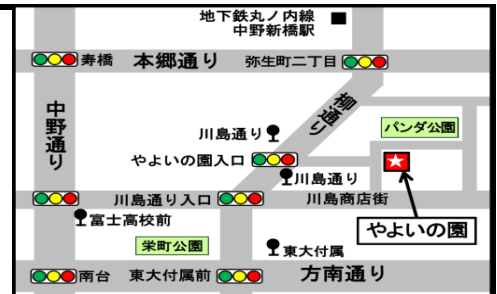 地下鉄丸ノ内線
中野新橋駅
寿橋
本郷通り
弥生町二丁目
中野通り
柳通り
川島通り
パンダ公園
やよいの園入口
川島通り
川島通り入口
川島商店街
富士高校前
やよいの園
栄町公園
東大付属
南台
東大付属前
方南通り